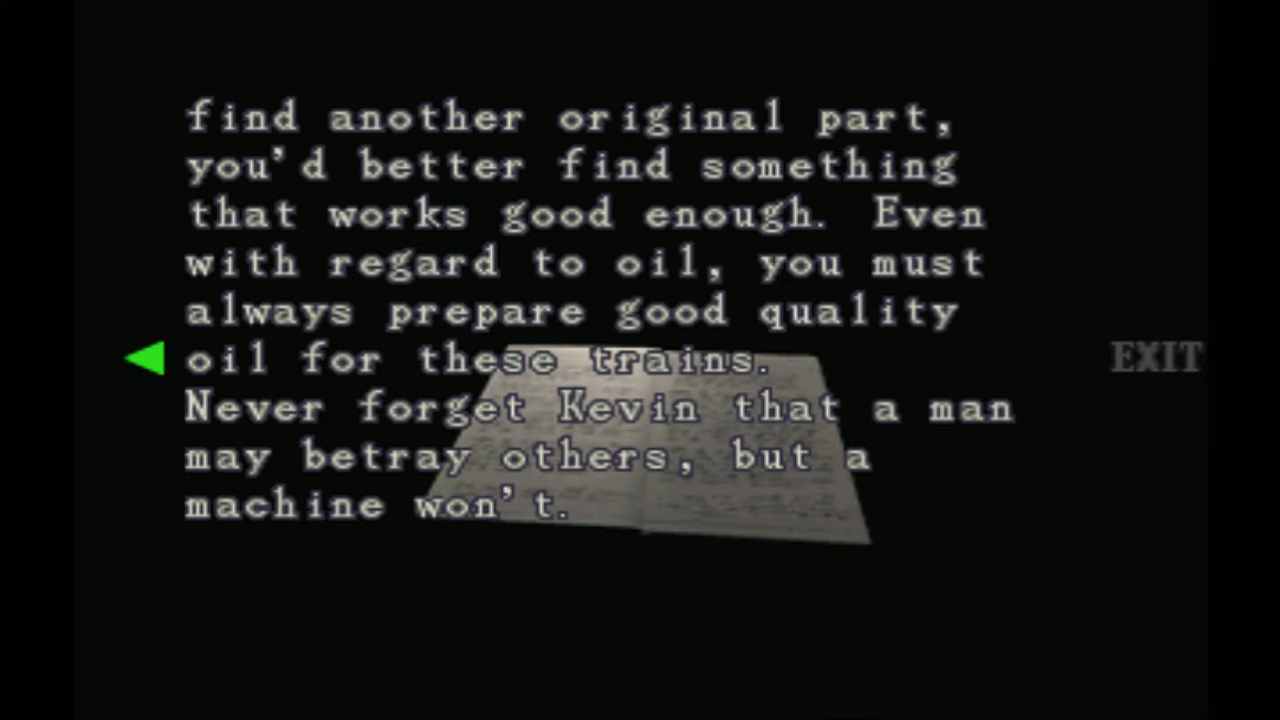 find another original part,
you'd better find something
that works good enough. Even
with regard to oil, you must
always prepare good quality
oil for these trains.
EXIT
Never forget Kevin that a man
may betray others, but a
machine won't.